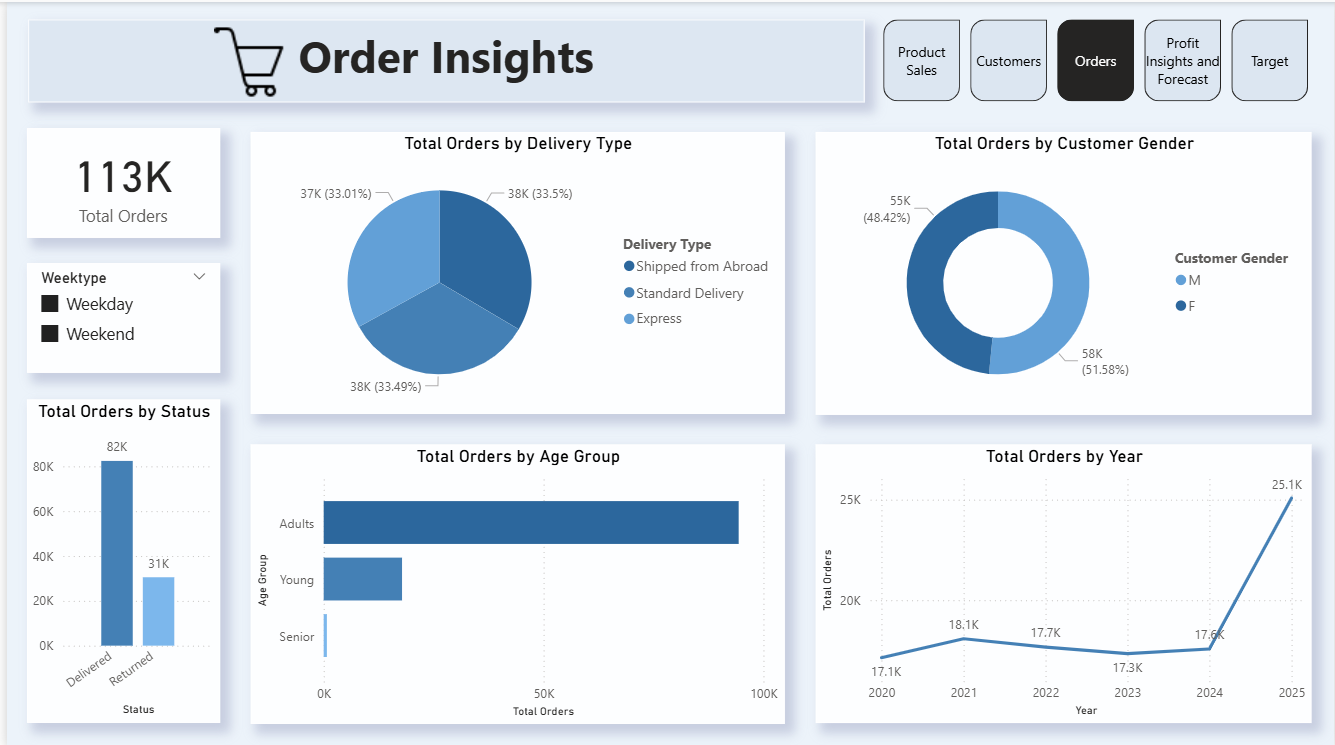 Order Insights
Product
Sales
Customers
Orders
Profit
Insights and
Forecast
Target
113K
Total Orders
Weektype
Weekday
Weekend
Total Orders by Status
82K
31K
80K
60K
40K
20K
0K
Delivered
Returned
Status
Total Orders by Delivery Type
37K (33.01%)
38K (33.5%)
38K (33.49%)
Delivery Type
Shipped from Abroad
Standard Delivery
Express
Total Orders by Customer Gender
55K
(48.42%)
58K
(51.58%)
Customer Gender
M
F
Total Orders by Age Group
Age Group
Adults
Young
Senior
0K
50K
100K
Total Orders
Total Orders by Year
Total Orders
25K
20K
17.1K
18.1K
17.7K
17.3K
17.6K
25.1K
2020
2021
2022
2023
2024
2025
Year